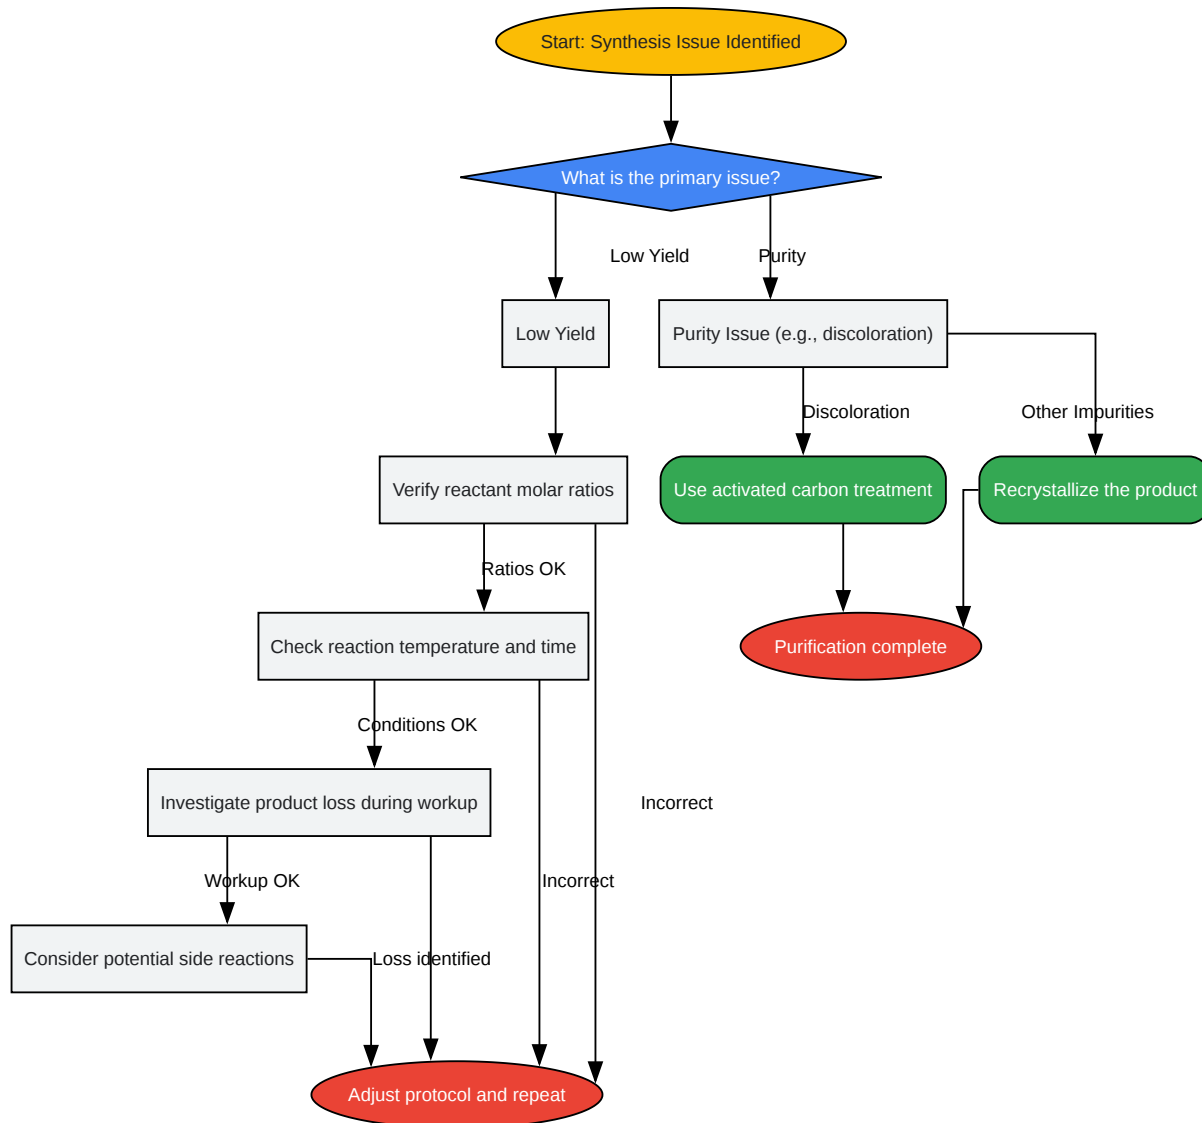 Start: Synthesis Issue Identified
What is the primary issue?
Low Yield
Purity
Low Yield
Purity Issue (e.g., discoloration)
Discoloration
Other Impurities
Verify reactant molar ratios
Use activated carbon treatment
Recrystallize the product
Ratios OK
Check reaction temperature and time
Purification complete
Conditions OK
Investigate product loss during workup
Incorrect
Workup OK
Incorrect
Consider potential side reactions
Loss identified
Adjust protocol and repeat